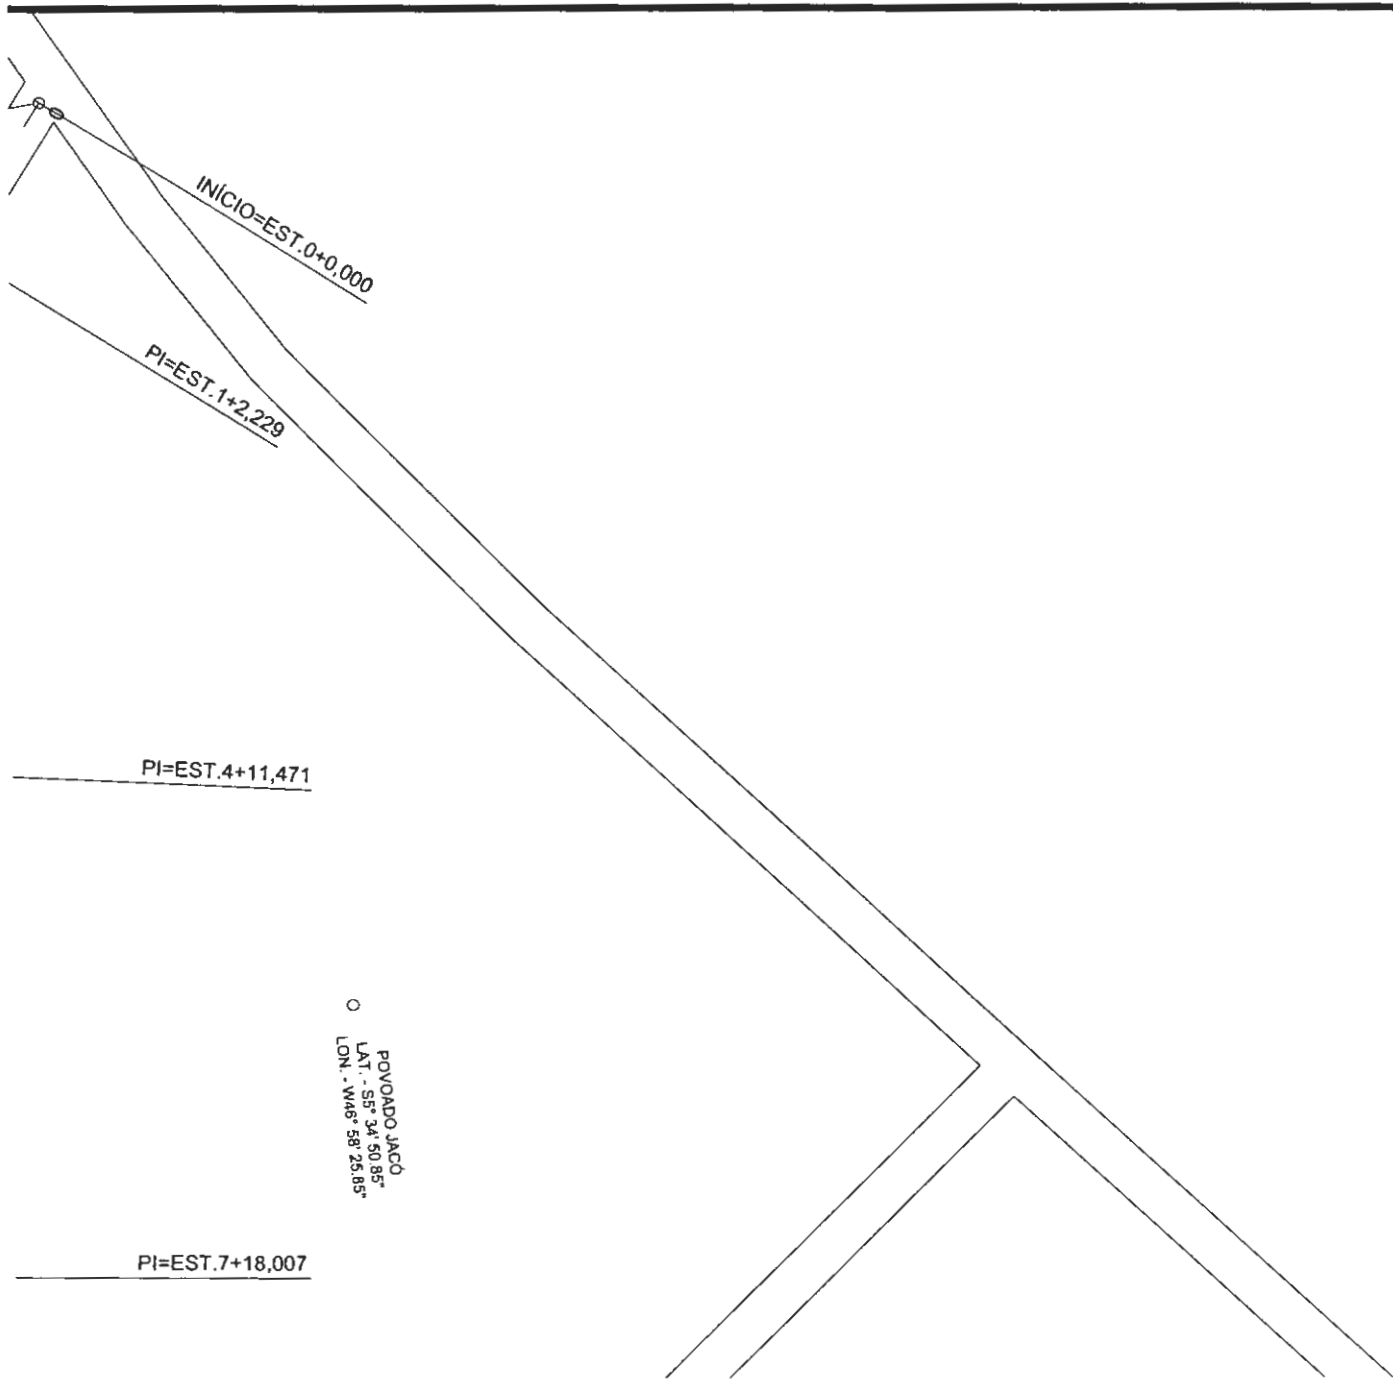 INÍCIO=EST.0+0,000
PI=EST.1+2,229
PI=EST.4+11,471
POVOADO JACÓ
LAT. - S5° 34' 50.85"
LON. - W46° 58' 25.85"
PI=EST.7+18,007